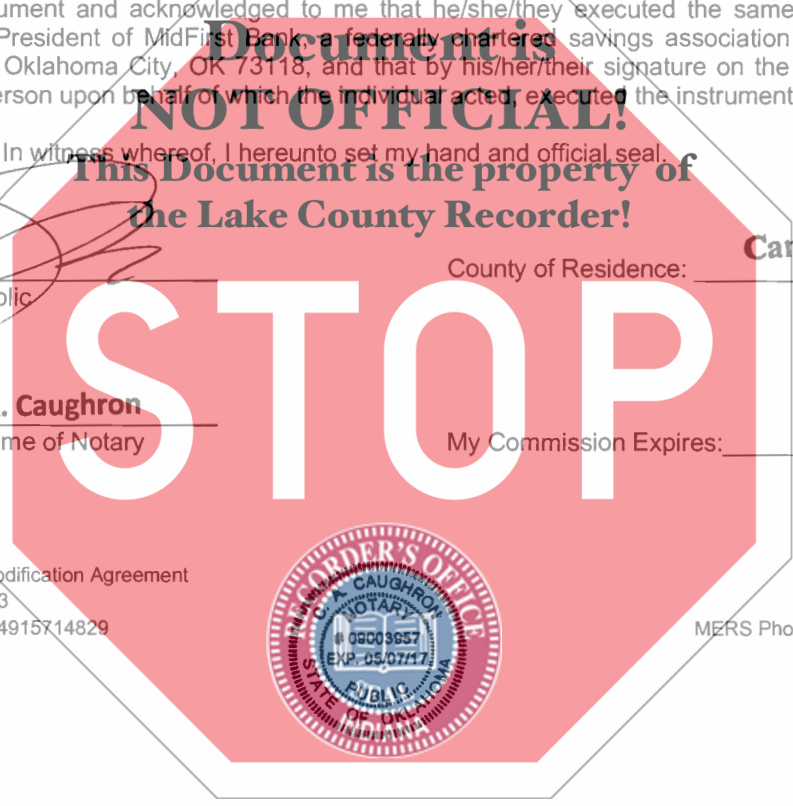 ument and acknowledged to me that he/she/they executed the same
President of MidFirst Bank, a federally chartered savings association
Oklahoma City, OK 73118, and that by his/her/their signature on the
erson upon behalf of which the individual acted, executed the instrument
Document is
NOT OFFICIAL!
In witness whereof, I hereunto set my hand and official seal.
This Document is the property of
the Lake County Recorder!
County of Residence:
Can
blic
STOP
. Caughron
me of Notary
My Commission Expires:
odification Agreement
3
4915714829
MERS Pho
RECORDER'S OFFICE
INDIANA
C. A. CAUGHRON
NOTARY
# 09003957
EXP. 05/07/17
PUBLIC
STATE OF OKLAHOMA